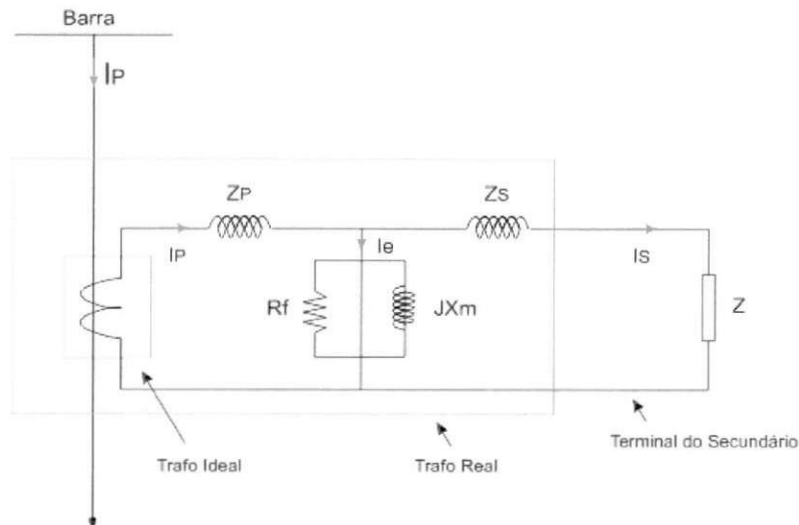 Barra
IP
ZP
ZS
IP
Ie
IS
Rf
JXm
Z
Terminal do Secundário
Trafo Ideal
Trafo Real